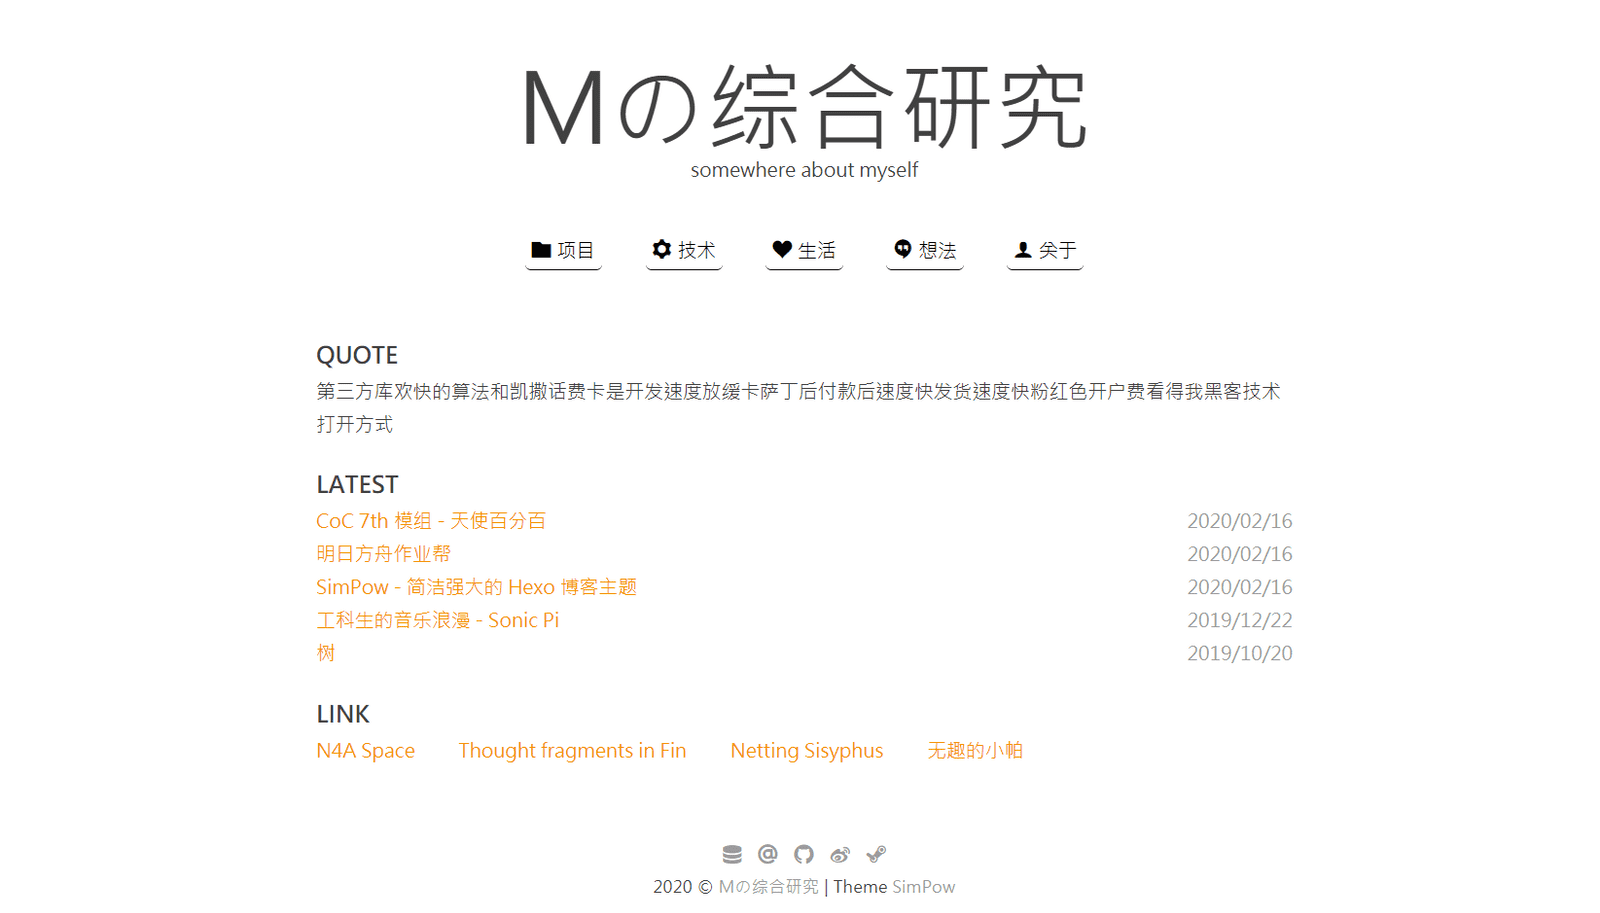 Mの综合研究
somewhere about myself
项目 技术 生活 想法 关于
QUOTE
第三方库欢快的算法和凯撒话费卡是开发速度放缓卡萨丁后付款后速度快发货速度快粉红色开户费看得我黑客技术
打开方式
LATEST
CoC 7th 模组 - 天使百分百 2020/02/16
明日方舟作业帮 2020/02/16
SimPow - 简洁强大的 Hexo 博客主题 2020/02/16
工科生的音乐浪漫 - Sonic Pi 2019/12/22
树 2019/10/20
LINK
N4A Space Thought fragments in Fin Netting Sisyphus 无趣的小帕
2020 © Mの综合研究 | Theme SimPow